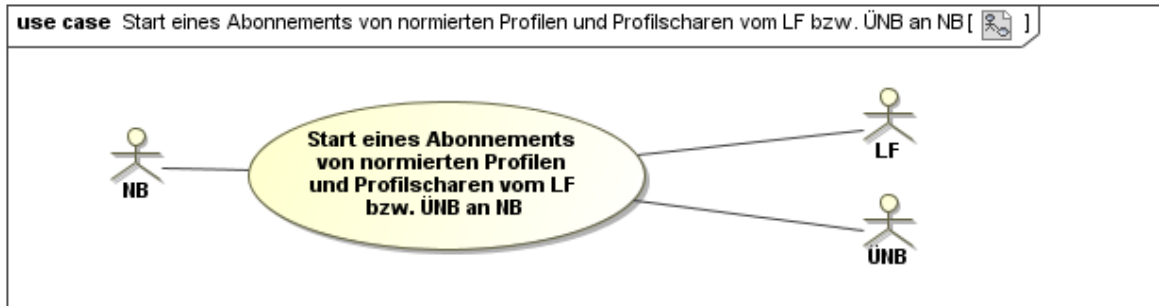 use case Start eines Abonnements von normierten Profilen und Profilscharen vom LF bzw. ÜNB an NB [ ]
Start eines Abonnements
von normierten Profilen
und Profilscharen vom LF
bzw. ÜNB an NB
NB
LF
ÜNB